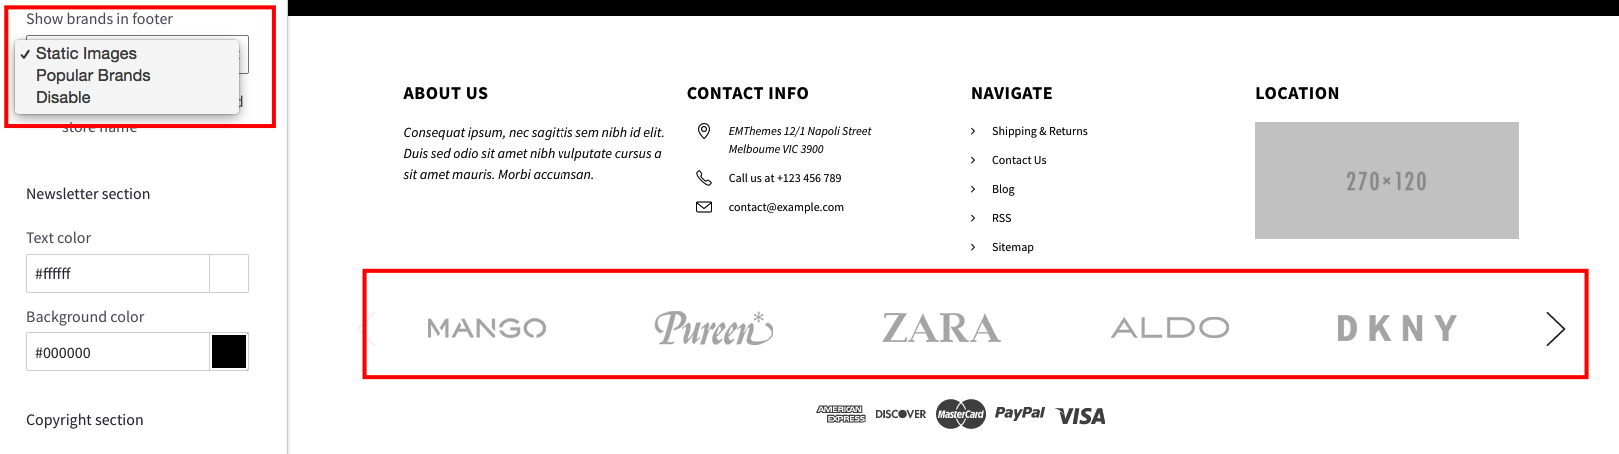 Show brands in footer
✓ Static Images
Popular Brands
Disable
store name
Newsletter section
Text color
#ffffff
Background color
#000000
Copyright section
ABOUT US
Consequat ipsum, nec sagittis sem nibh id elit.
Duis sed odio sit amet nibh vulputate cursus a
sit amet mauris. Morbi accumsan.
CONTACT INFO
EMThemes 12/1 Napoli Street
Melbourne VIC 3900
Call us at +123 456 789
contact@example.com
NAVIGATE
Shipping & Returns
Contact Us
Blog
RSS
Sitemap
LOCATION
270×120
MANGO
Pureen*
ZARA
ALDO
DKNY
AMERICAN EXPRESS
DISCOVER
MasterCard
PayPal
VISA